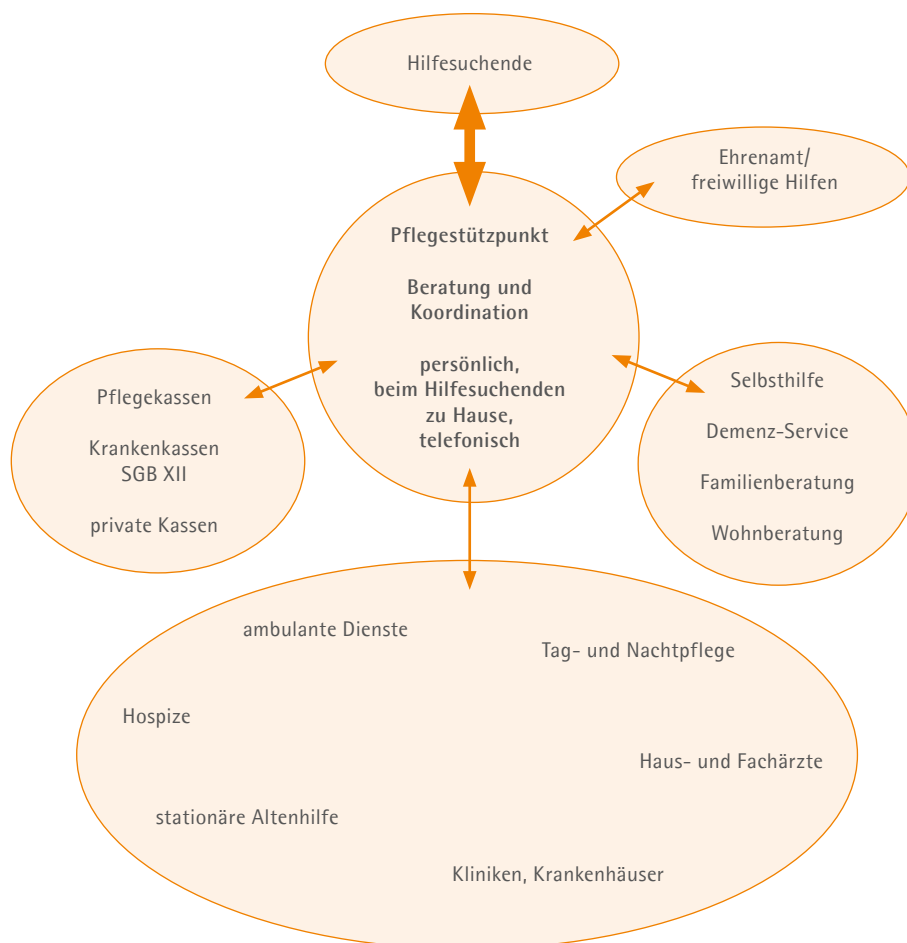 Hilfesuchende
Ehrenamt/
freiwillige Hilfen
Pflegestützpunkt
Beratung und
Koordination
persönlich,
beim Hilfesuchenden
zu Hause,
telefonisch
Pflegekassen
Krankenkassen
SGB XII
private Kassen
Selbsthilfe
Demenz-Service
Familienberatung
Wohnberatung
ambulante Dienste
Tag- und Nachtpflege
Hospize
Haus- und Fachärzte
stationäre Altenhilfe
Kliniken, Krankenhäuser